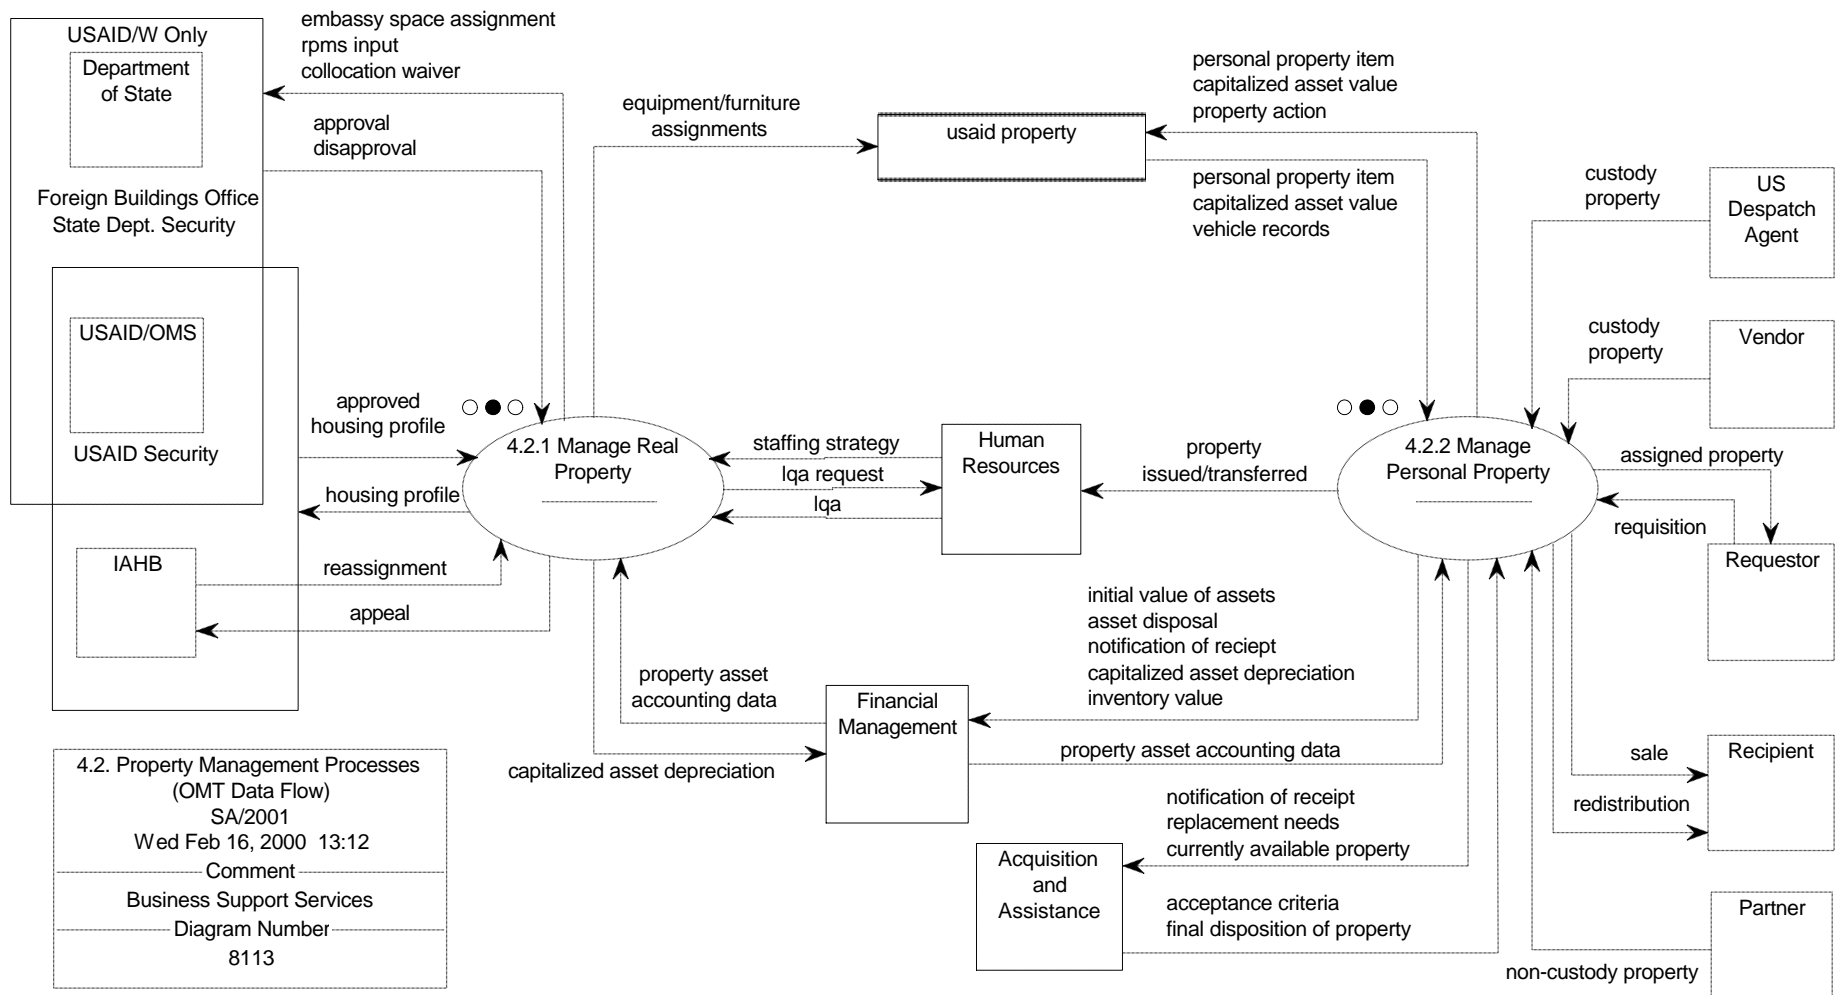 USAID/W Only
Department
of State
Foreign Buildings Office
State Dept. Security
USAID/OMS
USAID Security
IAHB
embassy space assignment
rpms input
collocation waiver
approval
disapproval
approved
housing profile
housing profile
reassignment
appeal
equipment/furniture
assignments
usaid property
personal property item
capitalized asset value
property action
personal property item
capitalized asset value
vehicle records
custody
property
US
Despatch
Agent
custody
property
Vendor
4.2.1 Manage Real
Property
staffing strategy
lqa request
lqa
Human
Resources
property
issued/transferred
4.2.2 Manage
Personal Property
assigned property
requisition
Requestor
property asset
accounting data
capitalized asset depreciation
Financial
Management
initial value of assets
asset disposal
notification of reciept
capitalized asset depreciation
inventory value
property asset accounting data
sale
redistribution
Recipient
notification of receipt
replacement needs
currently available property
Acquisition
and
Assistance
acceptance criteria
final disposition of property
Partner
non-custody property
4.2. Property Management Processes
(OMT Data Flow)
SA/2001
Wed Feb 16, 2000 13:12
Comment
Business Support Services
Diagram Number
8113